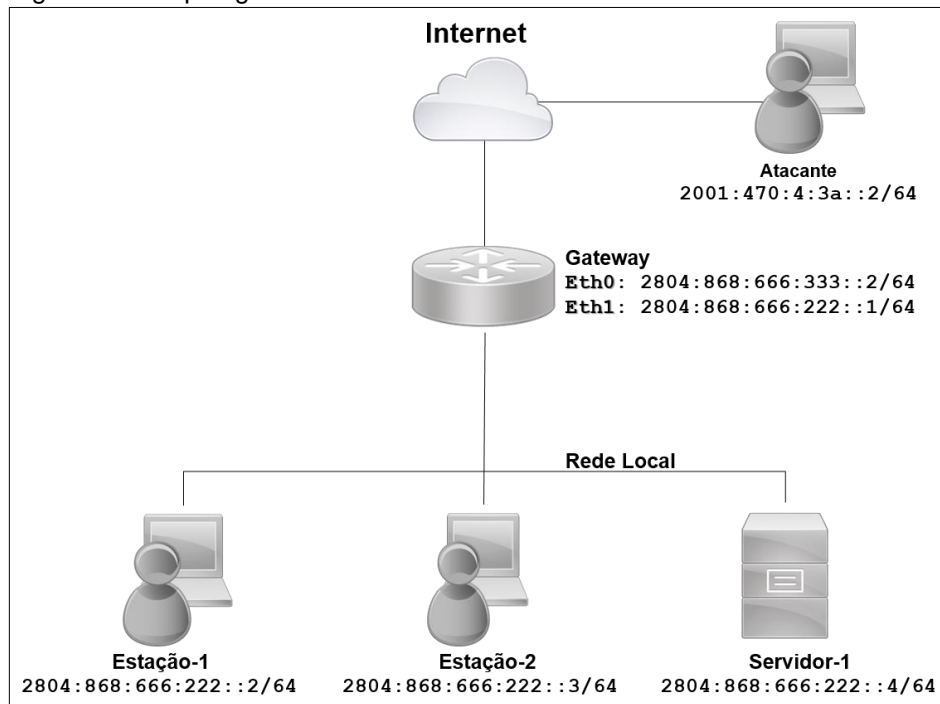 Internet
Atacante
2001:470:4:3a::2/64
Gateway
Eth0: 2804:868:666:333::2/64
Eth1: 2804:868:666:222::1/64
Rede Local
Estação-1
2804:868:666:222::2/64
Estação-2
2804:868:666:222::3/64
Servidor-1
2804:868:666:222::4/64